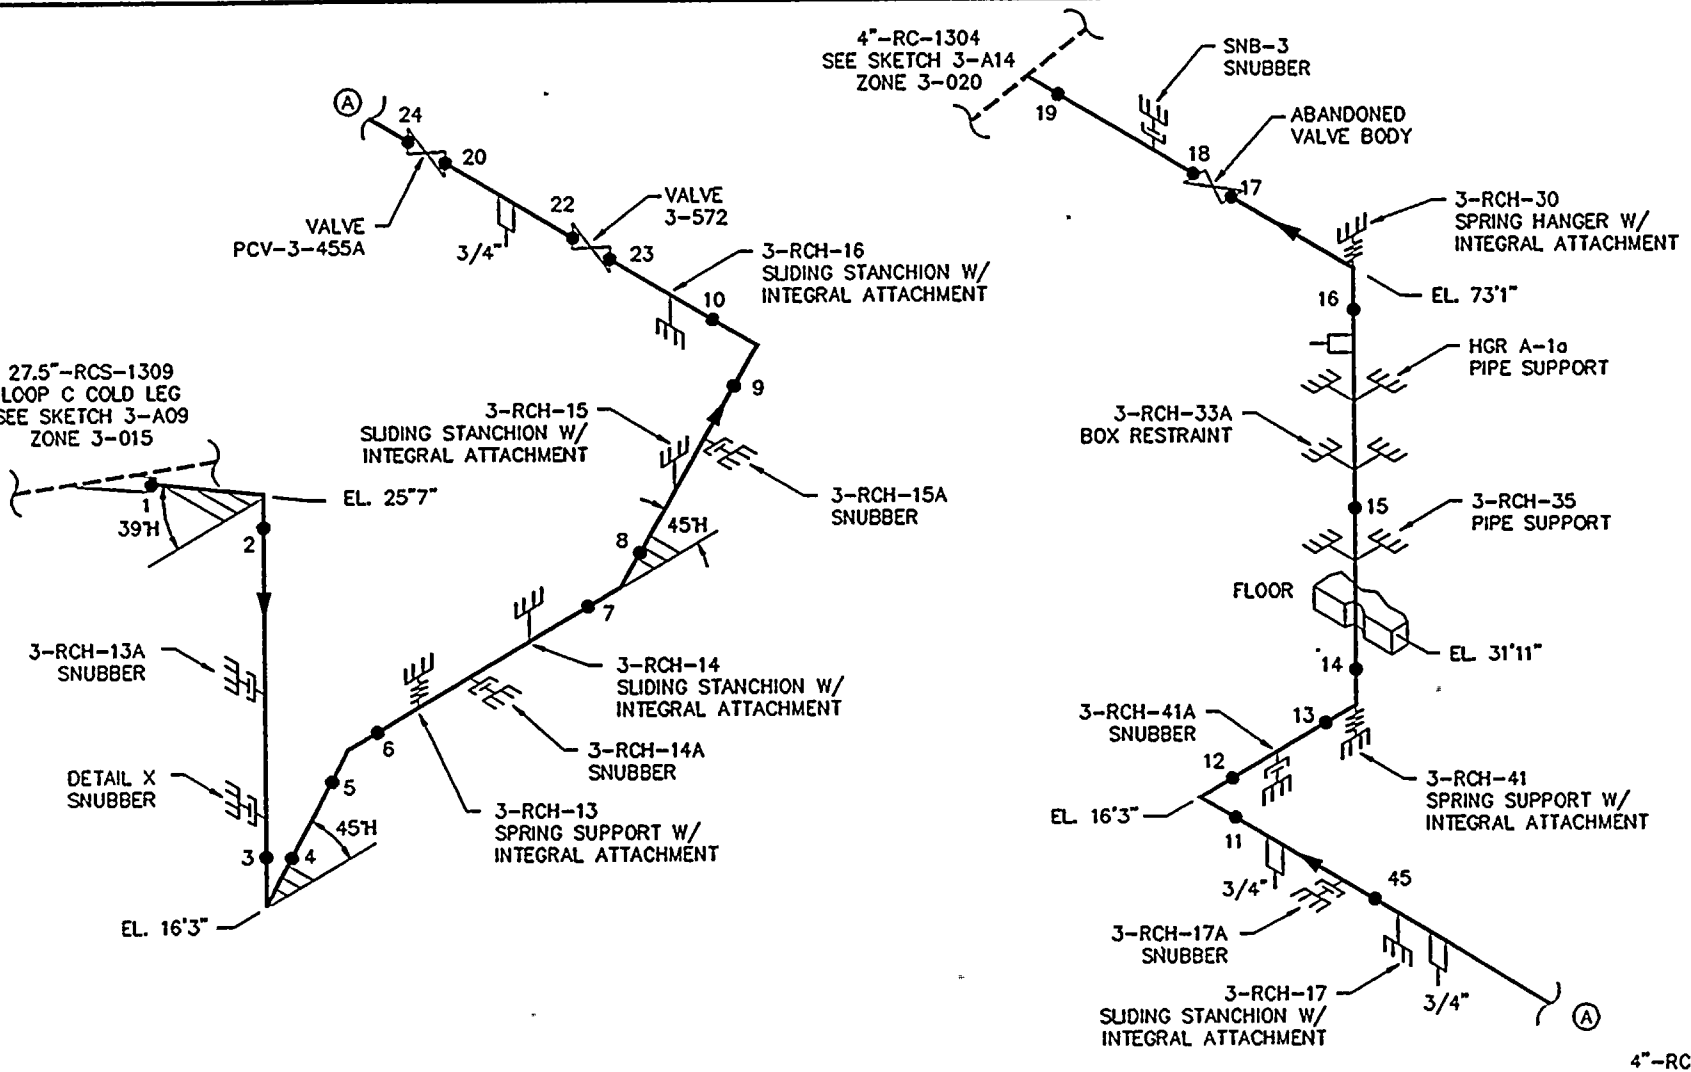 4"-RC-1304
SEE SKETCH 3-A14
ZONE 3-020
SNB-3
SNUBBER
A
24
20
19
ABANDONED
VALVE BODY
18
17
VALVE
PCV-3-455A
3/4"
22
VALVE
3-572
23
3-RCH-30
SPRING HANGER W/
INTEGRAL ATTACHMENT
3-RCH-16
SLIDING STANCHION W/
INTEGRAL ATTACHMENT
10
EL. 73'1"
16
HGR A-1a
PIPE SUPPORT
27.5"-RCS-1309
LOOP C COLD LEG
SEE SKETCH 3-A09
ZONE 3-015
9
3-RCH-15
SLIDING STANCHION W/
INTEGRAL ATTACHMENT
3-RCH-33A
BOX RESTRAINT
1
EL. 25'7"
39°H
2
3-RCH-15A
SNUBBER
45°H
8
15
3-RCH-35
PIPE SUPPORT
FLOOR
7
EL. 31'11"
14
3-RCH-13A
SNUBBER
3-RCH-14
SLIDING STANCHION W/
INTEGRAL ATTACHMENT
6
3-RCH-14A
SNUBBER
3-RCH-41A
SNUBBER
13
12
3-RCH-41
SPRING SUPPORT W/
INTEGRAL ATTACHMENT
DETAIL X
SNUBBER
5
45°H
3-RCH-13
SPRING SUPPORT W/
INTEGRAL ATTACHMENT
EL. 16'3"
11
3
4
EL. 16'3"
3/4"
45
3-RCH-17A
SNUBBER
3-RCH-17
SLIDING STANCHION W/
INTEGRAL ATTACHMENT
3/4"
A
4"-RC